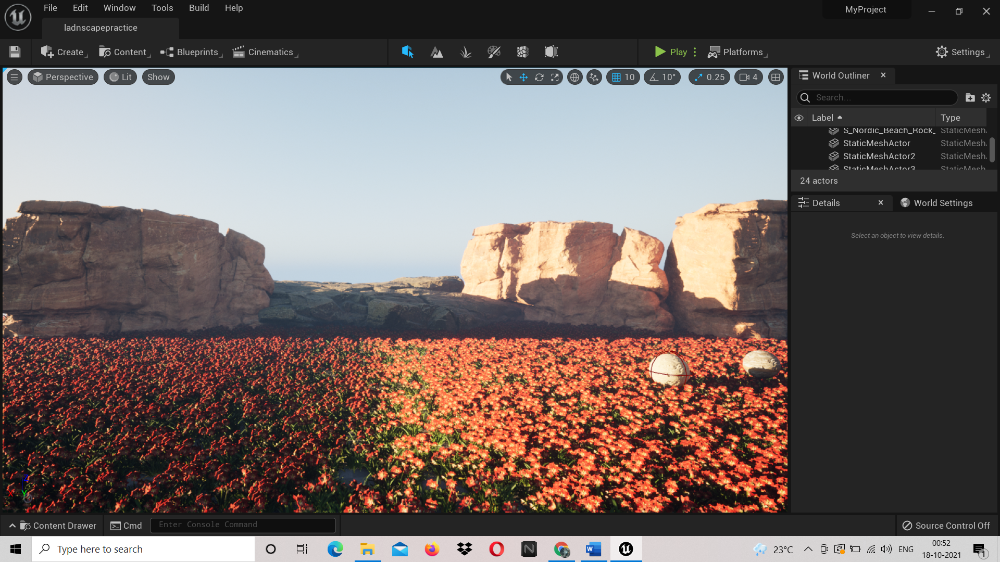 File Edit Window Tools Build Help
MyProject
ladnscapepractice
Create Content Blueprints Cinematics Play Platforms Settings
Perspective Lit Show 10 10° 0.25 4
World Outliner
Search...
Label Type
S_Nordic_Beach_Rock_ StaticMesh
StaticMeshActor StaticMesh
StaticMeshActor2 StaticMesh
StaticMeshActor3 StaticMesh
24 actors
Details World Settings
Select an object to view details.
Z
X Y
Content Drawer Cmd Enter Console Command Source Control Off
Type here to search 23°C ENG 00:52
18-10-2021 1